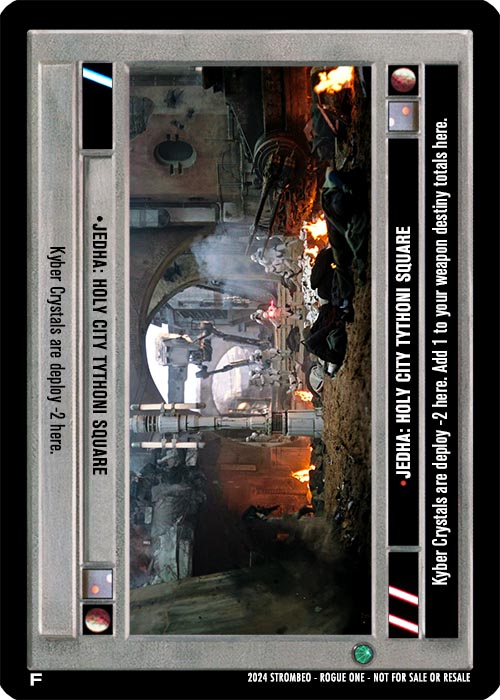 •JEDHA: HOLY CITY TYTHONI SQUARE
Kyber Crystals are deploy -2 here.
•JEDHA: HOLY CITY TYTHONI SQUARE
Kyber Crystals are deploy -2 here. Add 1 to your weapon destiny totals here.
F
2024 STROMBEO - ROGUE ONE - NOT FOR SALE OR RESALE